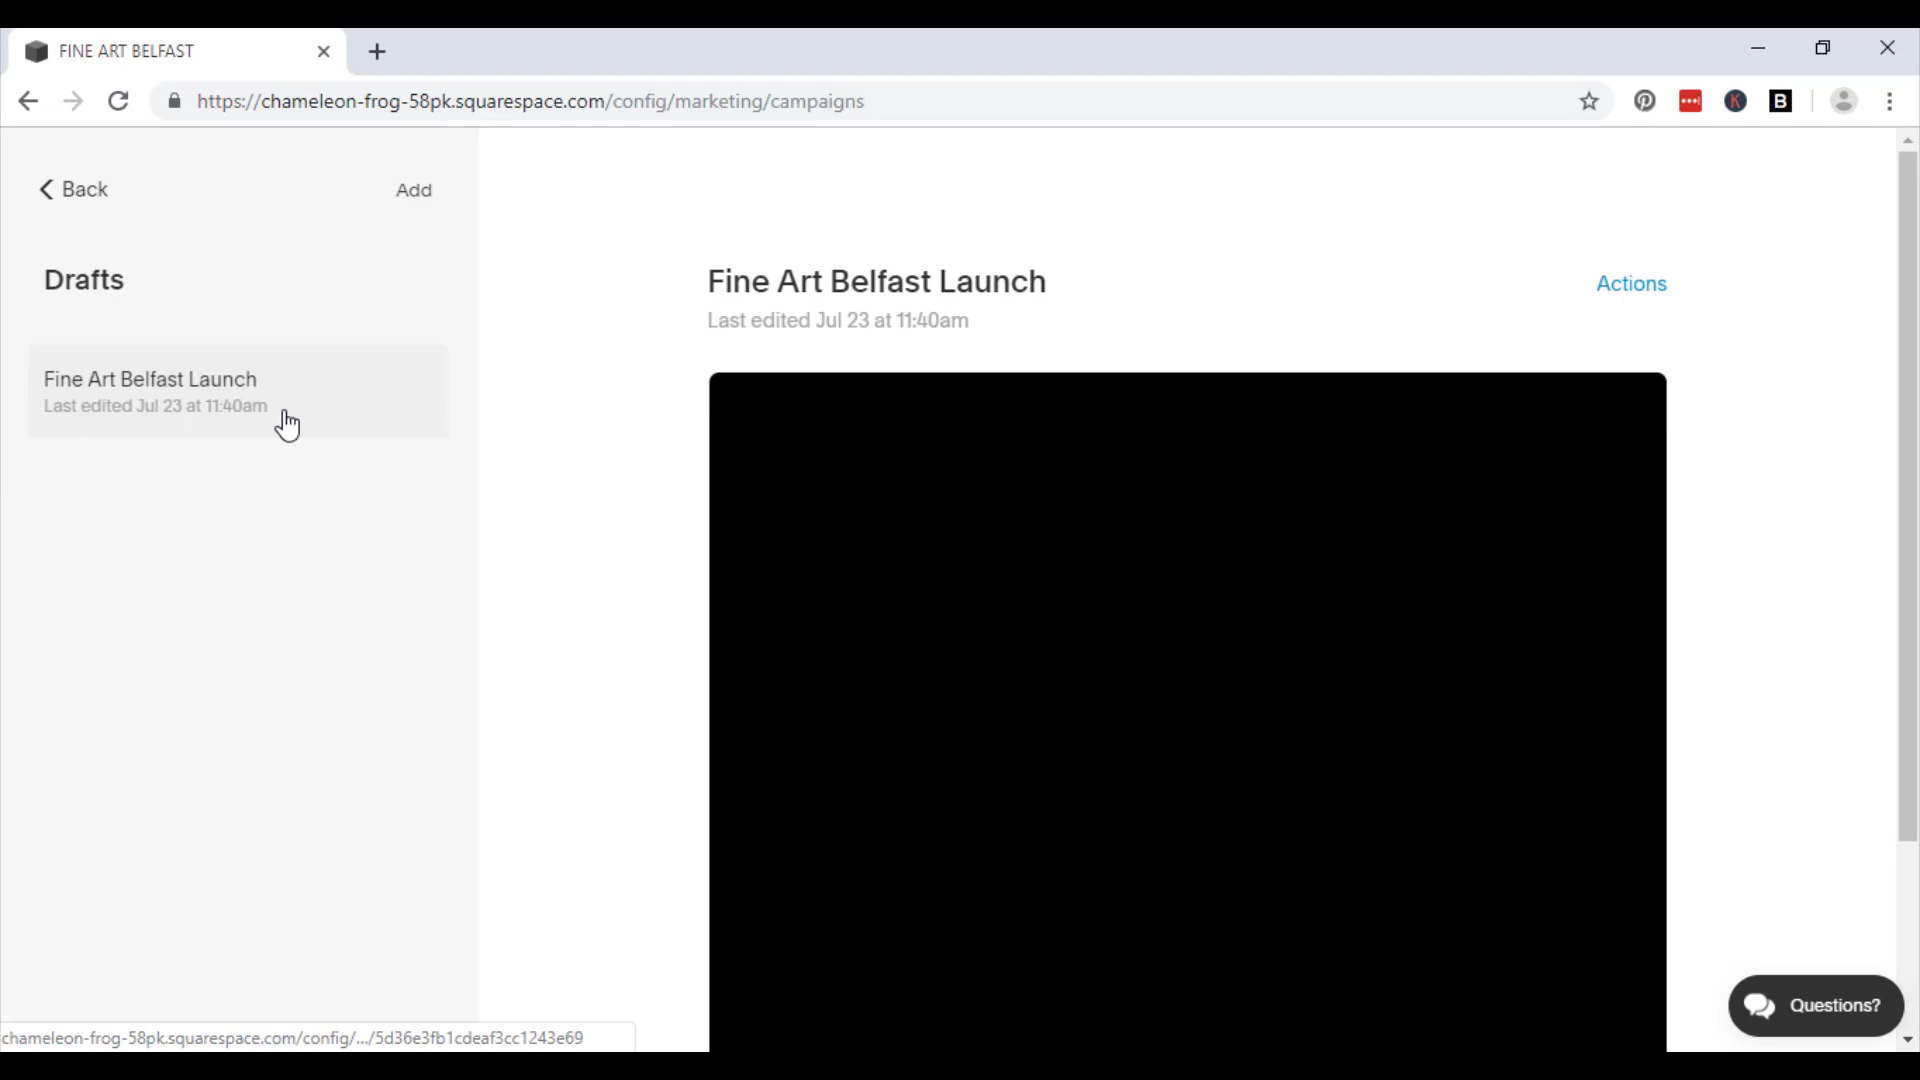 FINE ART BELFAST
https://chameleon-frog-58pk.squarespace.com/config/marketing/campaigns
K
B
Back
Add
Drafts
Fine Art Belfast Launch
Last edited Jul 23 at 11:40am
Fine Art Belfast Launch
Actions
Last edited Jul 23 at 11:40am
Questions?
chameleon-frog-58pk.squarespace.com/config/.../5d36e3fb1cdeaf3cc1243e69